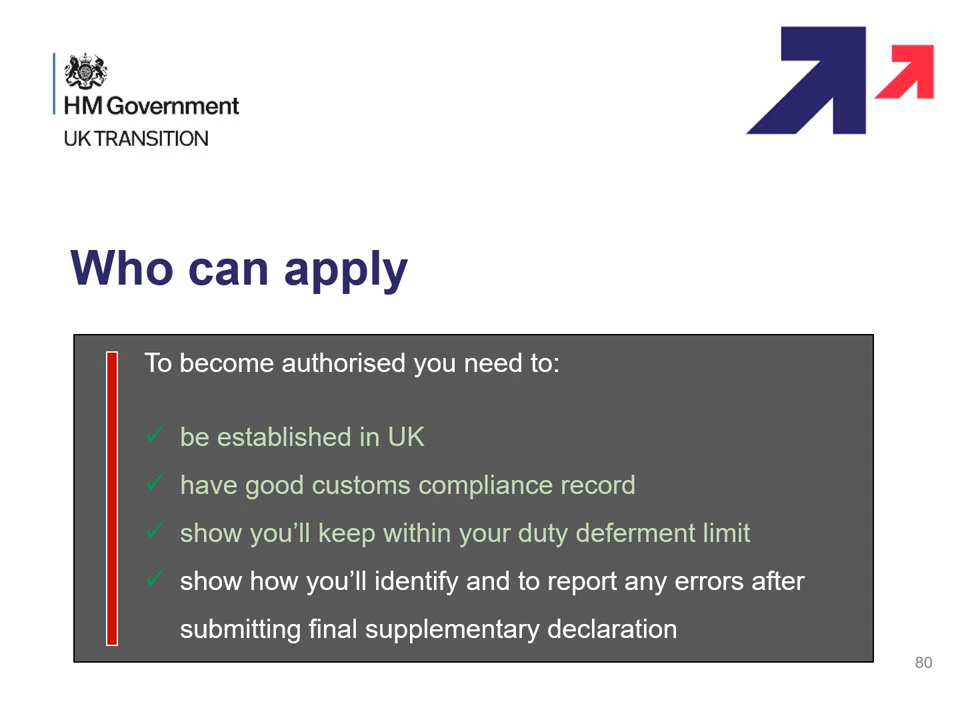 HM Government
UK TRANSITION
Who can apply
To become authorised you need to:
✓ be established in UK
✓ have good customs compliance record
✓ show you’ll keep within your duty deferment limit
✓ show how you’ll identify and to report any errors after
submitting final supplementary declaration
80